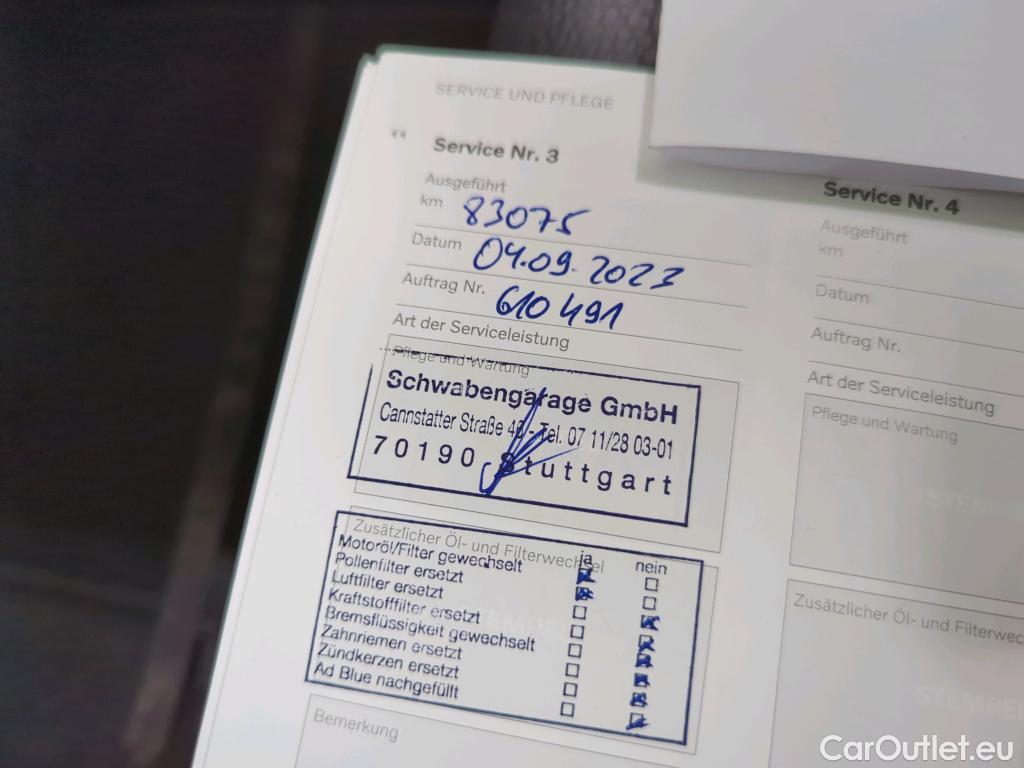 SERVICE UND PFLEGE
Service Nr. 3
Ausgeführt
km 83075
Datum 04.09.2023
Auftrag Nr. 610491
Art der Serviceleistung
Pflege und Wartung
Schwabengarage GmbH
Cannstatter Straße 46 - Tel. 07 11/28 03-01
70190 Stuttgart
Zusätzlicher Öl- und Filterwechsel
ja nein
Motoröl/Filter gewechselt
Pollenfilter ersetzt
Luftfilter ersetzt
Kraftstofffilter ersetzt
Bremsflüssigkeit gewechselt
Zahnriemen ersetzt
Zündkerzen ersetzt
Ad Blue nachgefüllt
Bemerkung
Service Nr. 4
Ausgeführt
km
Datum
Auftrag Nr.
Art der Serviceleistung
Pflege und Wartung
STEMPEL
Zusätzlicher Öl- und Filterwec
STEMPEL
CarOutlet.eu